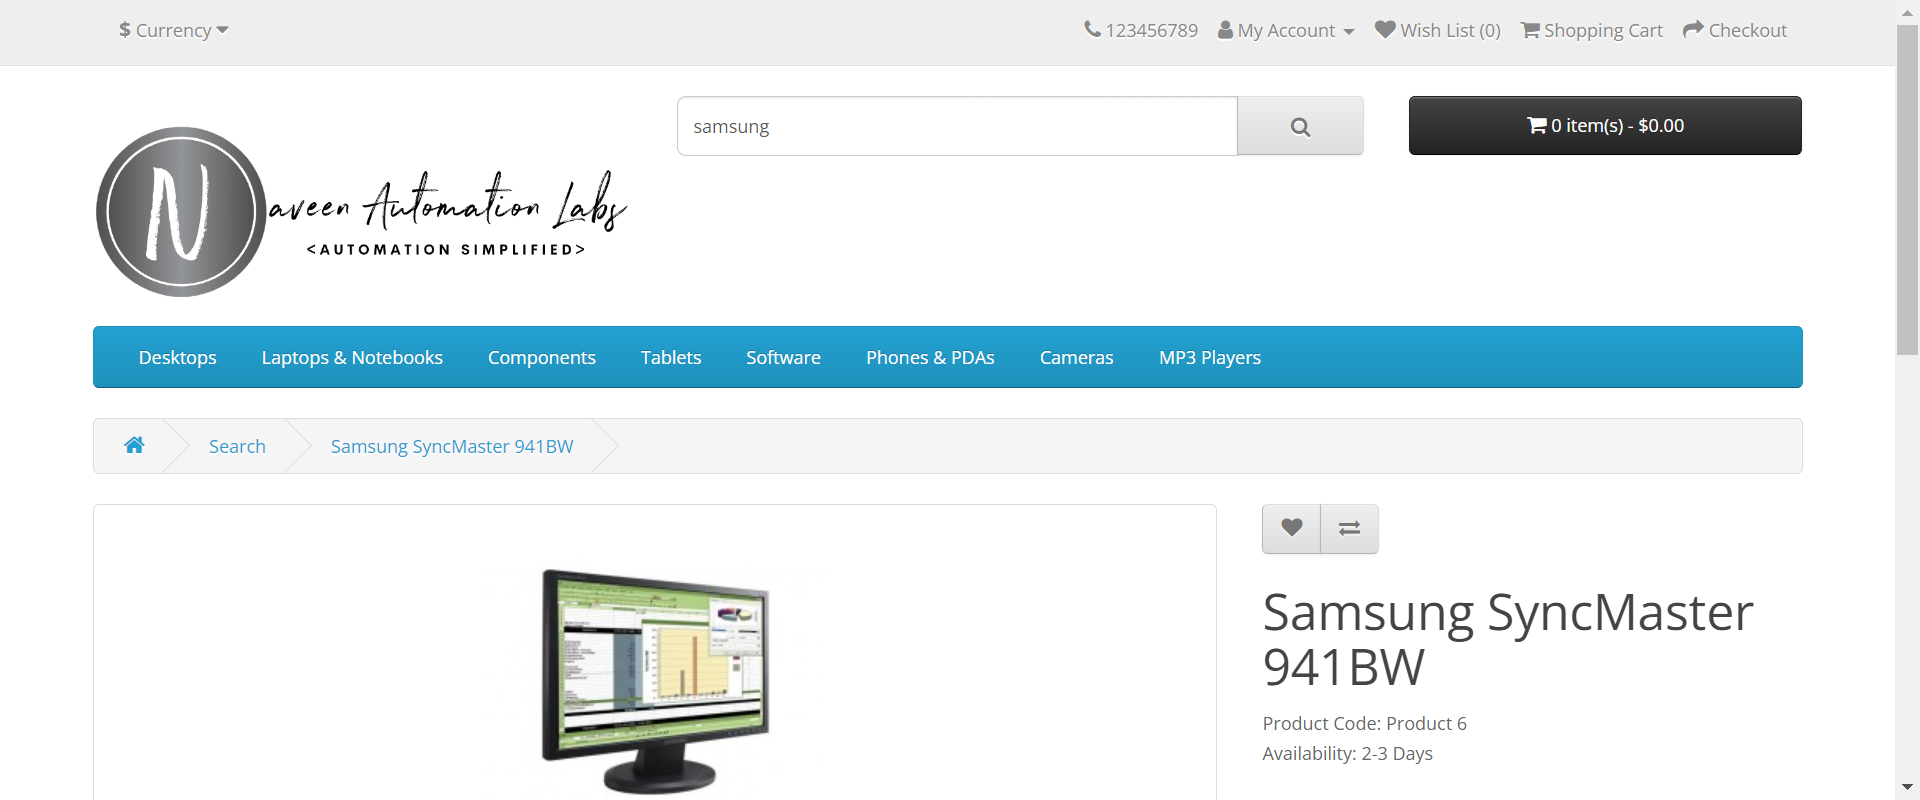 $ Currency
123456789 My Account Wish List (0) Shopping Cart Checkout
samsung
0 item(s) - $0.00
Naveen Automation Labs
<AUTOMATION SIMPLIFIED>
Desktops Laptops & Notebooks Components Tablets Software Phones & PDAs Cameras MP3 Players
Search Samsung SyncMaster 941BW
Samsung SyncMaster
941BW
Product Code: Product 6
Availability: 2-3 Days